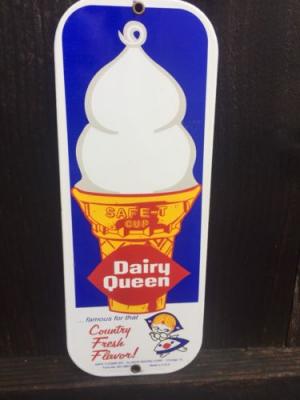 SAFE-T
CUP
Dairy
Queen
... famous for that
Country
Fresh
Flavor!